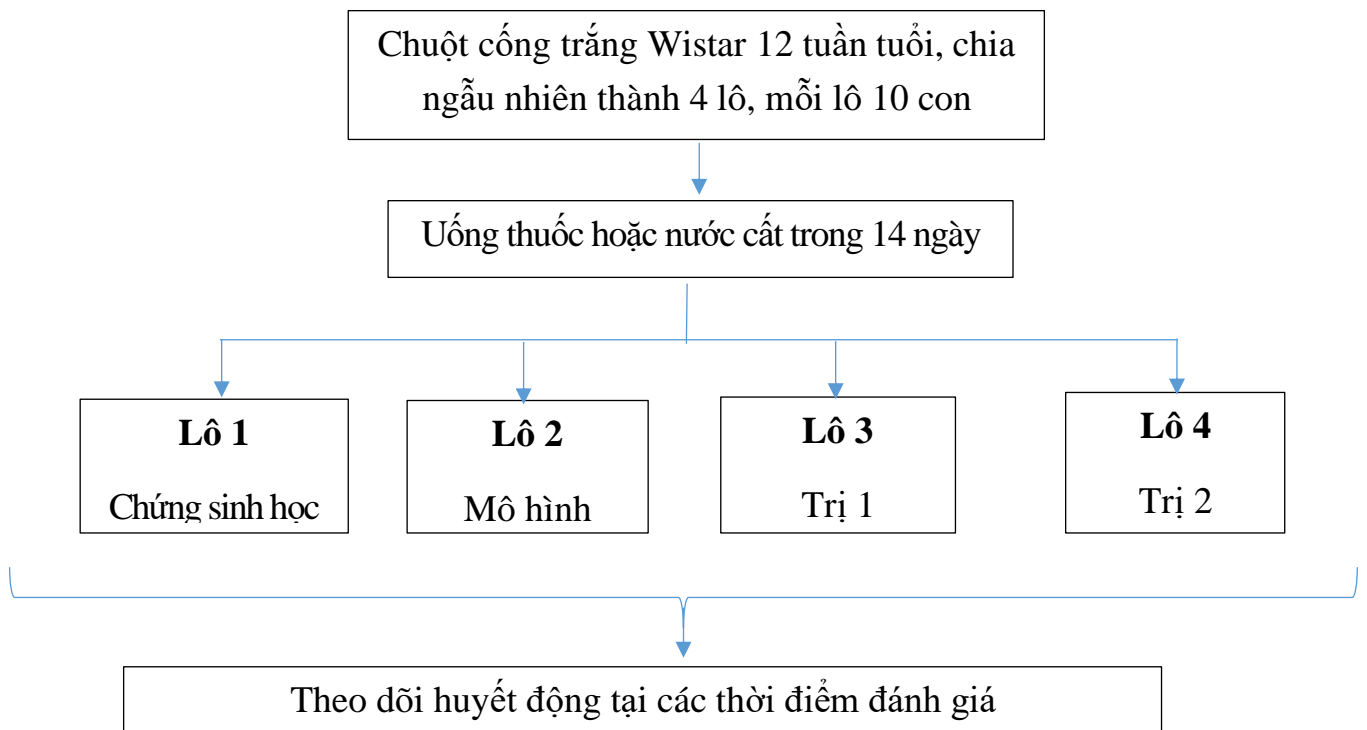 Chuột cống trắng Wistar 12 tuần tuổi, chia
ngẫu nhiên thành 4 lô, mỗi lô 10 con
Uống thuốc hoặc nước cất trong 14 ngày
Lô 1
Chứng sinh học
Lô 2
Mô hình
Lô 3
Trị 1
Lô 4
Trị 2
Theo dõi huyết động tại các thời điểm đánh giá